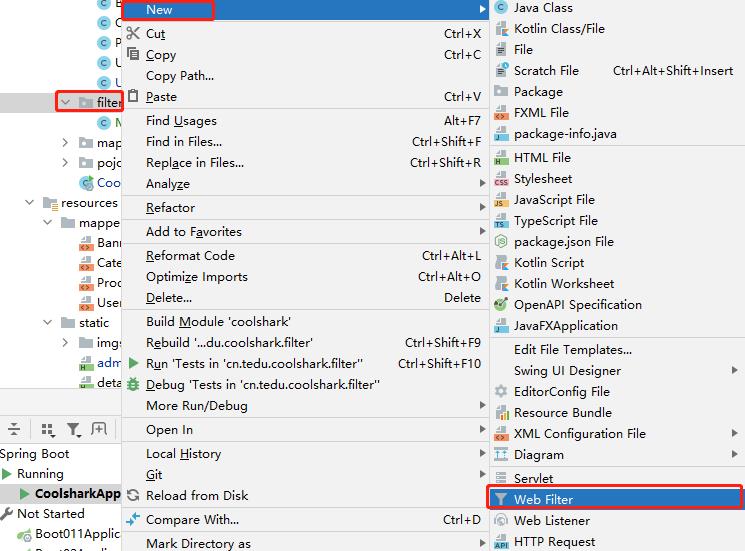 filter
map
pojo
Coo
resources
mappe
Bann
Cate
Prod
User
static
imgs
adm
detai
Spring Boot
Running
CoolsharkApp
Not Started
Boot011Applica
New
Cut Ctrl+X
Copy Ctrl+C
Copy Path...
Paste Ctrl+V
Find Usages Alt+F7
Find in Files... Ctrl+Shift+F
Replace in Files... Ctrl+Shift+R
Analyze
Refactor
Add to Favorites
Reformat Code Ctrl+Alt+L
Optimize Imports Ctrl+Alt+O
Delete... Delete
Build Module 'coolshark'
Rebuild '...du.coolshark.filter' Ctrl+Shift+F9
Run 'Tests in 'cn.tedu.coolshark.filter'' Ctrl+Shift+F10
Debug 'Tests in 'cn.tedu.coolshark.filter''
More Run/Debug
Open In
Local History
Git
Reload from Disk
Compare With... Ctrl+D
Mark Directory as
Java Class
Kotlin Class/File
File
Scratch File Ctrl+Alt+Shift+Insert
Package
FXML File
package-info.java
HTML File
Stylesheet
JavaScript File
TypeScript File
package.json File
Kotlin Script
Kotlin Worksheet
OpenAPI Specification
JavaFXApplication
Edit File Templates...
Swing UI Designer
EditorConfig File
Resource Bundle
XML Configuration File
Diagram
Servlet
Web Filter
Web Listener
HTTP Request